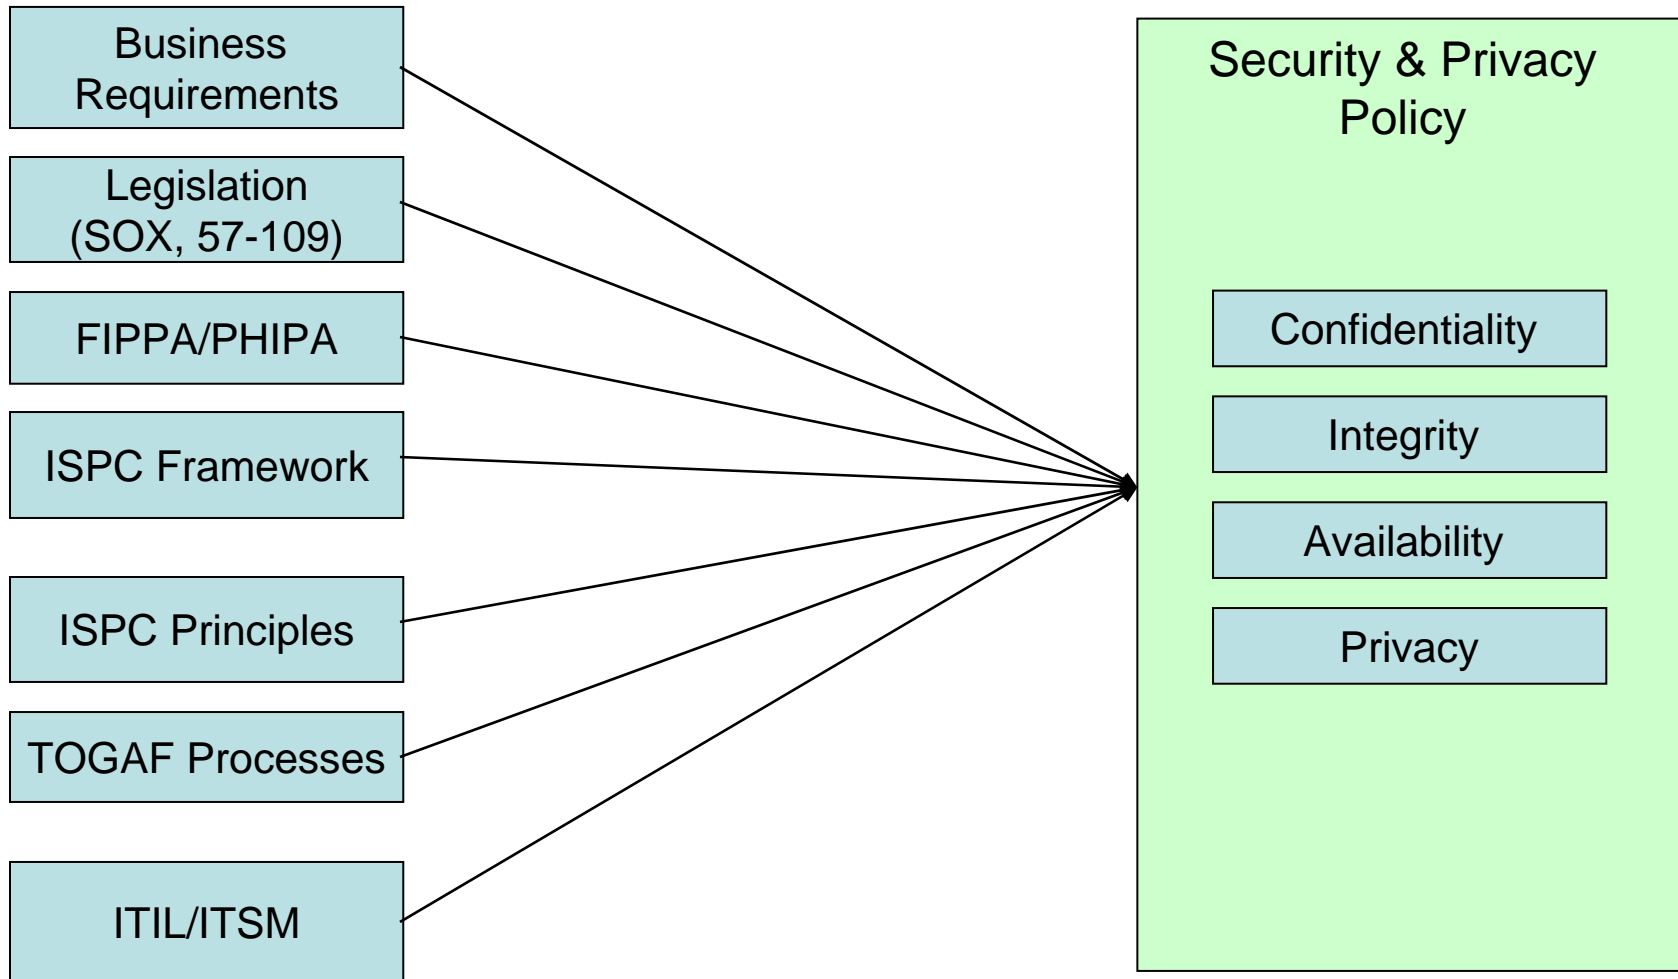 Business
Requirements
Legislation
(SOX, 57-109)
FIPPA/PHIPA
ISPC Framework
ISPC Principles
TOGAF Processes
ITIL/ITSM
Security & Privacy
Policy
Confidentiality
Integrity
Availability
Privacy